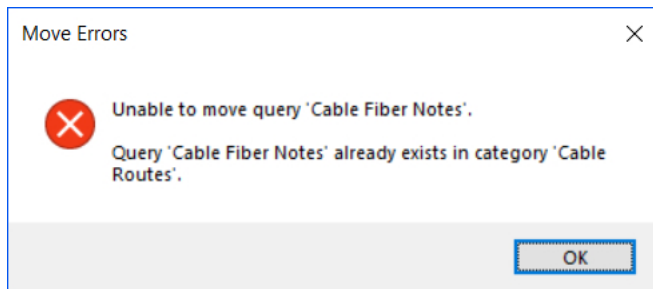 Move Errors
Unable to move query 'Cable Fiber Notes'.
Query 'Cable Fiber Notes' already exists in category 'Cable
Routes'.
OK